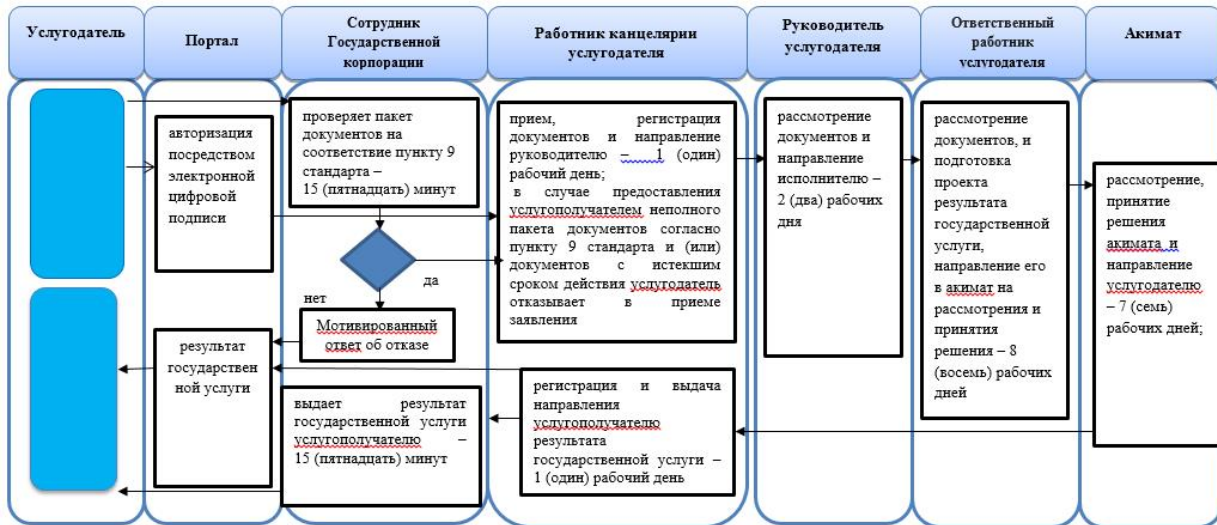 Услугодатель
Портал
Сотрудник
Государственной
корпорации
Работник канцелярии
услугодателя
Руководитель
услугодателя
Ответственный
работник
услугодателя
Акимат
авторизация
посредством
электронной
цифровой
подписи
проверяет пакет
документов на
соответствие пункту 9
стандарта –
15 (пятнадцать) минут
да
нет
Мотивированный
ответ об отказе
прием, регистрация
документов и направление
руководителю – 1 (один)
рабочий день;
в случае предоставления
услугополучателем неполного
пакета документов согласно
пункту 9 стандарта и (или)
документов с истекшим
сроком действия услугодатель
отказывает в приеме
заявления
рассмотрение
документов и
направление
исполнителю –
2 (два) рабочих
дня
рассмотрение
документов, и
подготовка
проекта
результата
государственной
услуги,
направление его
в акимат на
рассмотрения и
принятия
решения – 8
(восемь) рабочих
дней
рассмотрение,
принятие
решения
акимата и
направление
услугодателю
– 7 (семь)
рабочих дней;
результат
государствен
ной услуги
выдает результат
государственной услуги
услугополучателю –
15 (пятнадцать) минут
регистрация и выдача
направления
услугополучателю
результата
государственной услуги –
1 (один) рабочий день